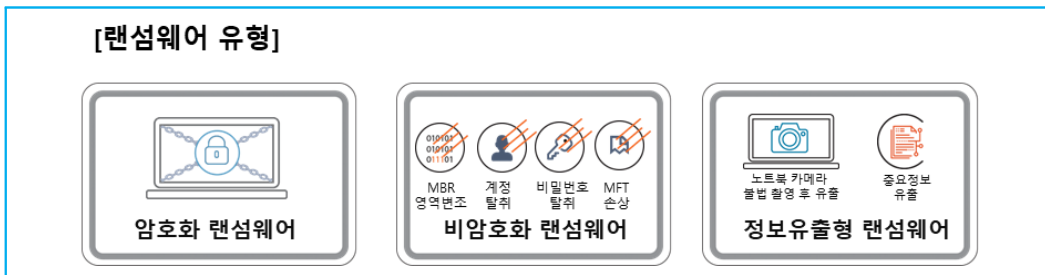 [랜섬웨어 유형]
010101
010101
011101
MBR
영역변조
계정
탈취
비밀번호
탈취
MFT
손상
노트북 카메라
불법 촬영 후 유출
중요정보
유출
암호화 랜섬웨어
비암호화 랜섬웨어
정보유출형 랜섬웨어